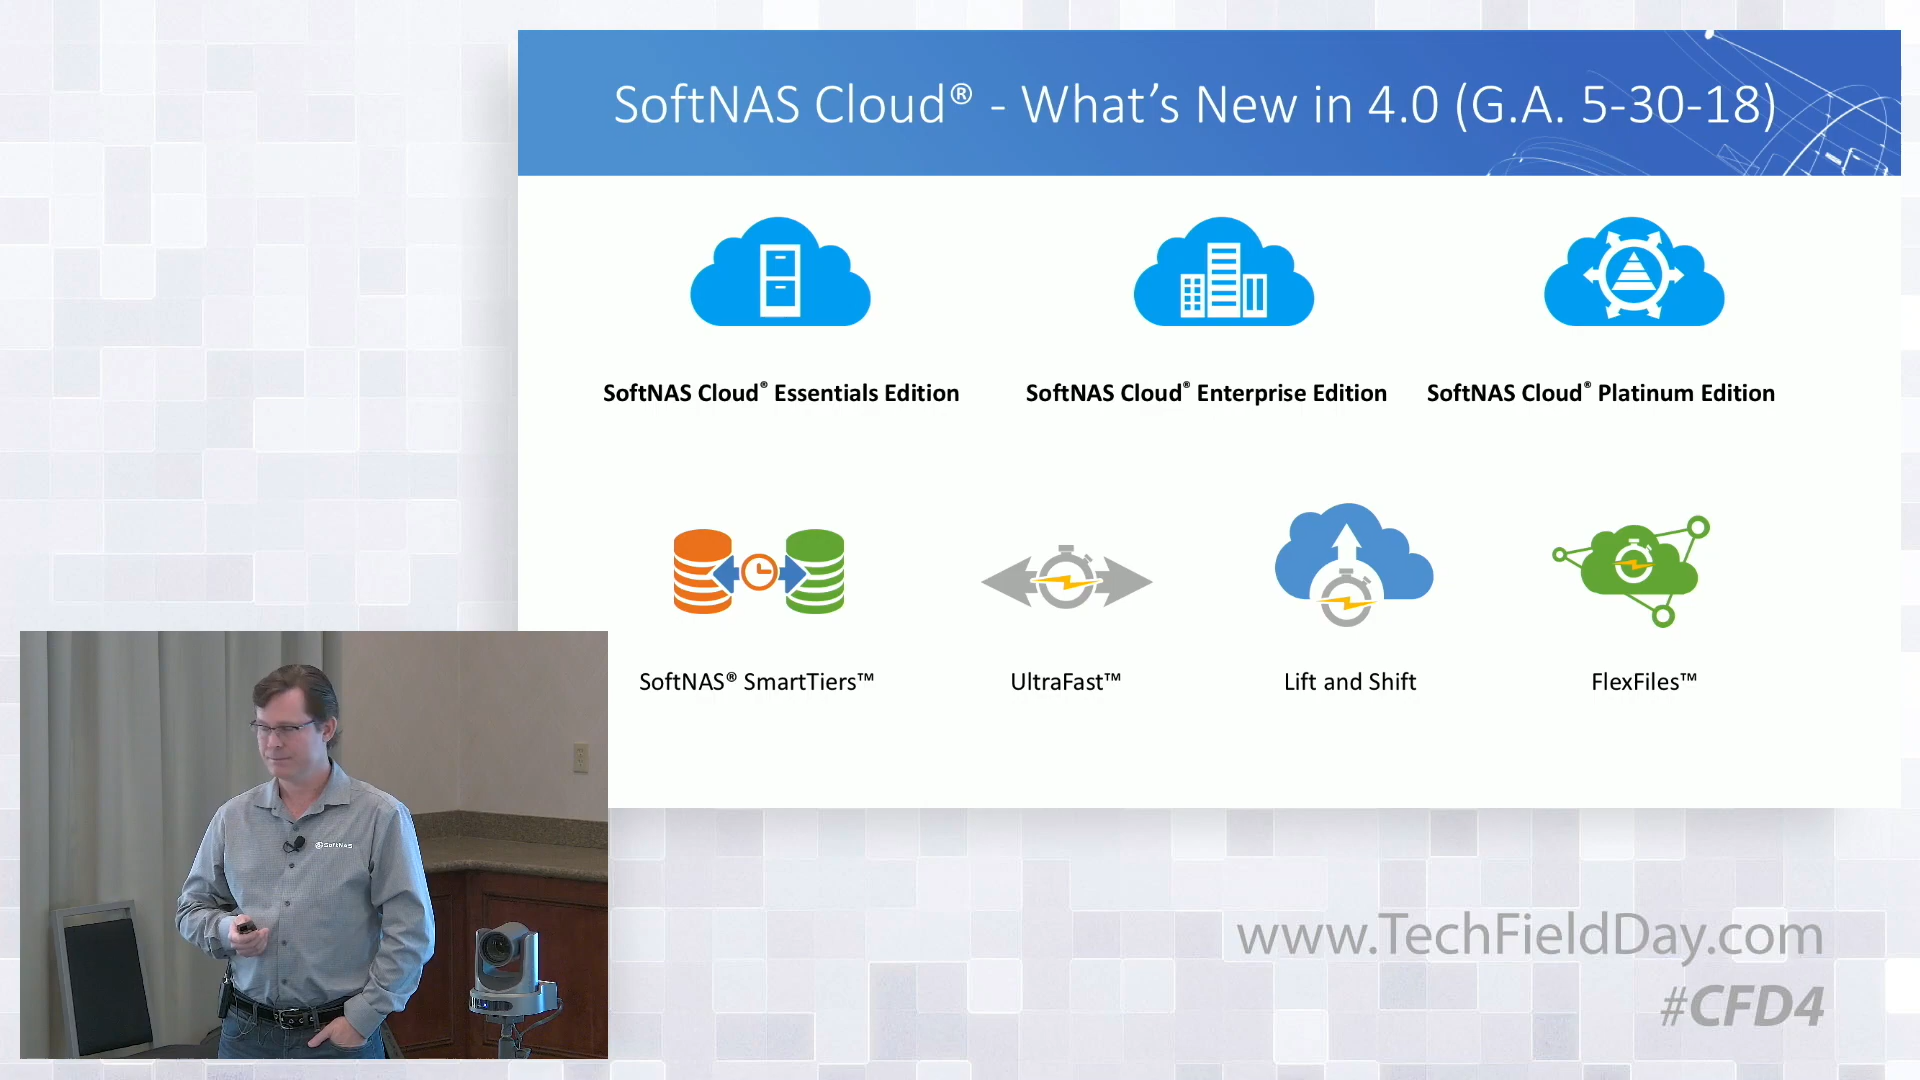 SoftNAS Cloud® - What's New in 4.0 (G.A. 5-30-18)
SoftNAS Cloud® Essentials Edition
SoftNAS Cloud® Enterprise Edition
SoftNAS Cloud® Platinum Edition
SoftNAS® SmartTiers™
UltraFast™
Lift and Shift
FlexFiles™
SoftNAS
www.TechFieldDay.com
#CFD4